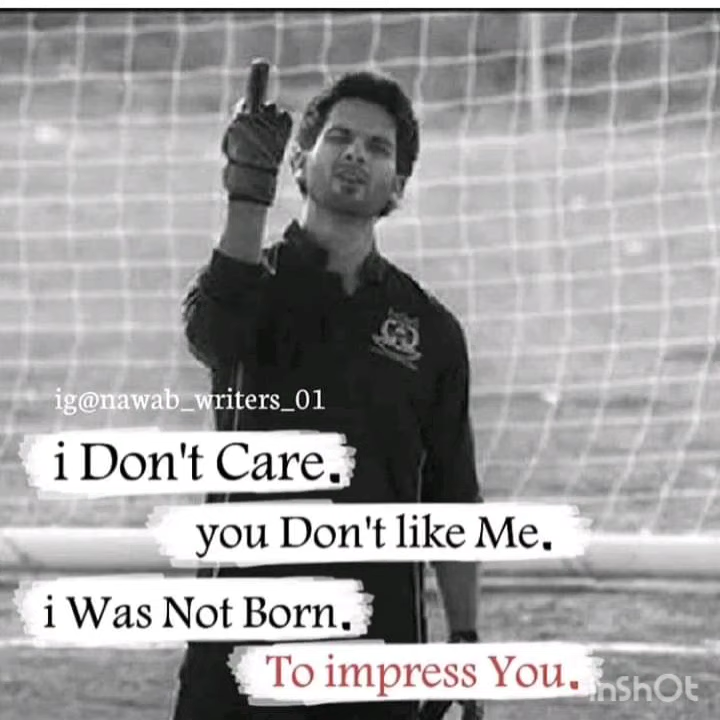 ig@nawab_writers_01
i Don't Care.
you Don't like Me.
i Was Not Born.
To impress You.
InShOt